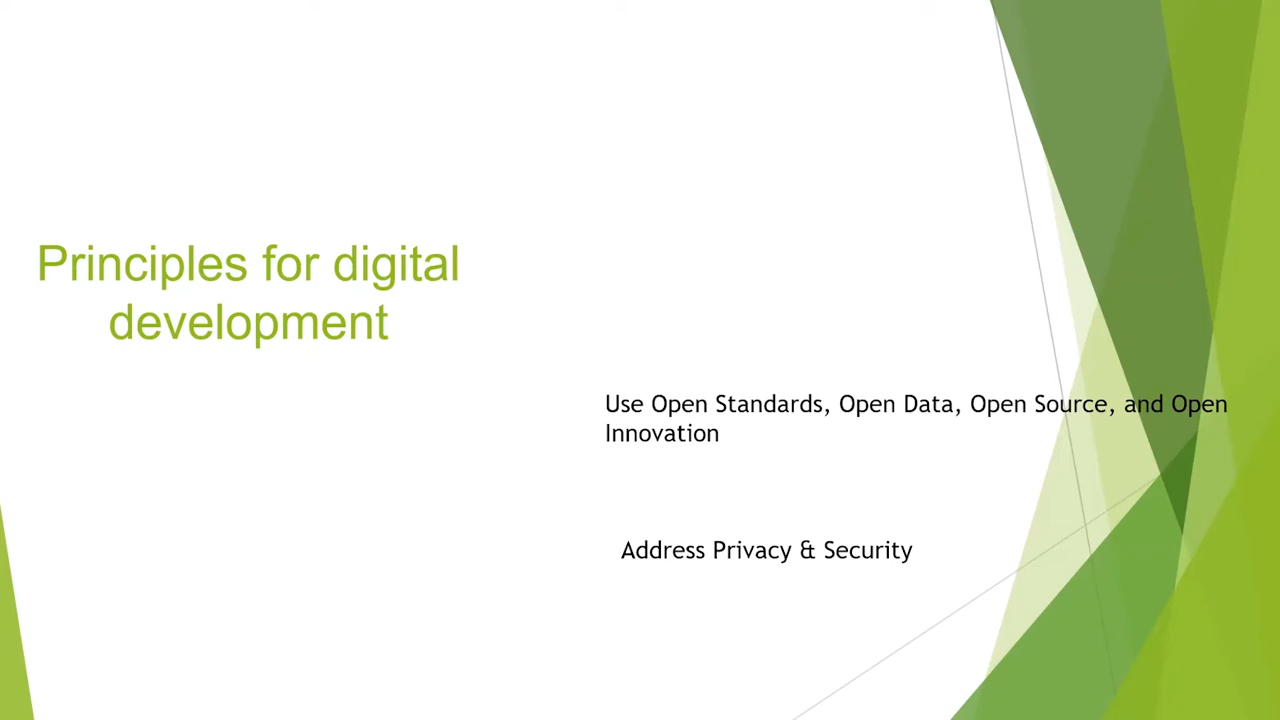 Principles for digital
development
Use Open Standards, Open Data, Open Source, and Open
Innovation
Address Privacy & Security